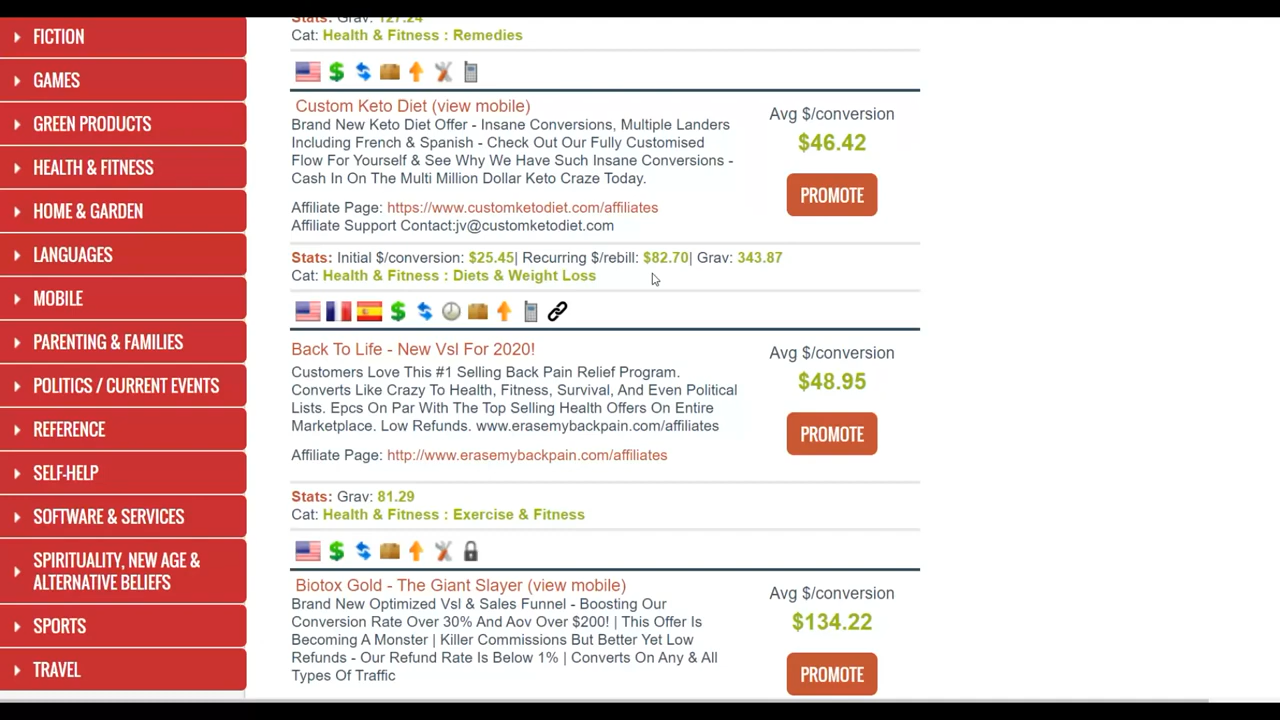 FICTION
GAMES
GREEN PRODUCTS
HEALTH & FITNESS
HOME & GARDEN
LANGUAGES
MOBILE
PARENTING & FAMILIES
POLITICS / CURRENT EVENTS
REFERENCE
SELF-HELP
SOFTWARE & SERVICES
SPIRITUALITY, NEW AGE &
ALTERNATIVE BELIEFS
SPORTS
TRAVEL
Stats: Grav: 127.24
Cat: Health & Fitness : Remedies
Custom Keto Diet (view mobile)
Brand New Keto Diet Offer - Insane Conversions, Multiple Landers
Including French & Spanish - Check Out Our Fully Customised
Flow For Yourself & See Why We Have Such Insane Conversions -
Cash In On The Multi Million Dollar Keto Craze Today.
Affiliate Page: https://www.customketodiet.com/affiliates
Affiliate Support Contact:jv@customketodiet.com
Avg $/conversion
$46.42
PROMOTE
Stats: Initial $/conversion: $25.45| Recurring $/rebill: $82.70| Grav: 343.87
Cat: Health & Fitness : Diets & Weight Loss
Back To Life - New Vsl For 2020!
Customers Love This #1 Selling Back Pain Relief Program.
Converts Like Crazy To Health, Fitness, Survival, And Even Political
Lists. Epcs On Par With The Top Selling Health Offers On Entire
Marketplace. Low Refunds. www.erasemybackpain.com/affiliates
Affiliate Page: http://www.erasemybackpain.com/affiliates
Avg $/conversion
$48.95
PROMOTE
Stats: Grav: 81.29
Cat: Health & Fitness : Exercise & Fitness
Biotox Gold - The Giant Slayer (view mobile)
Brand New Optimized Vsl & Sales Funnel - Boosting Our
Conversion Rate Over 30% And Aov Over $200! | This Offer Is
Becoming A Monster | Killer Commissions But Better Yet Low
Refunds - Our Refund Rate Is Below 1% | Converts On Any & All
Types Of Traffic
Avg $/conversion
$134.22
PROMOTE